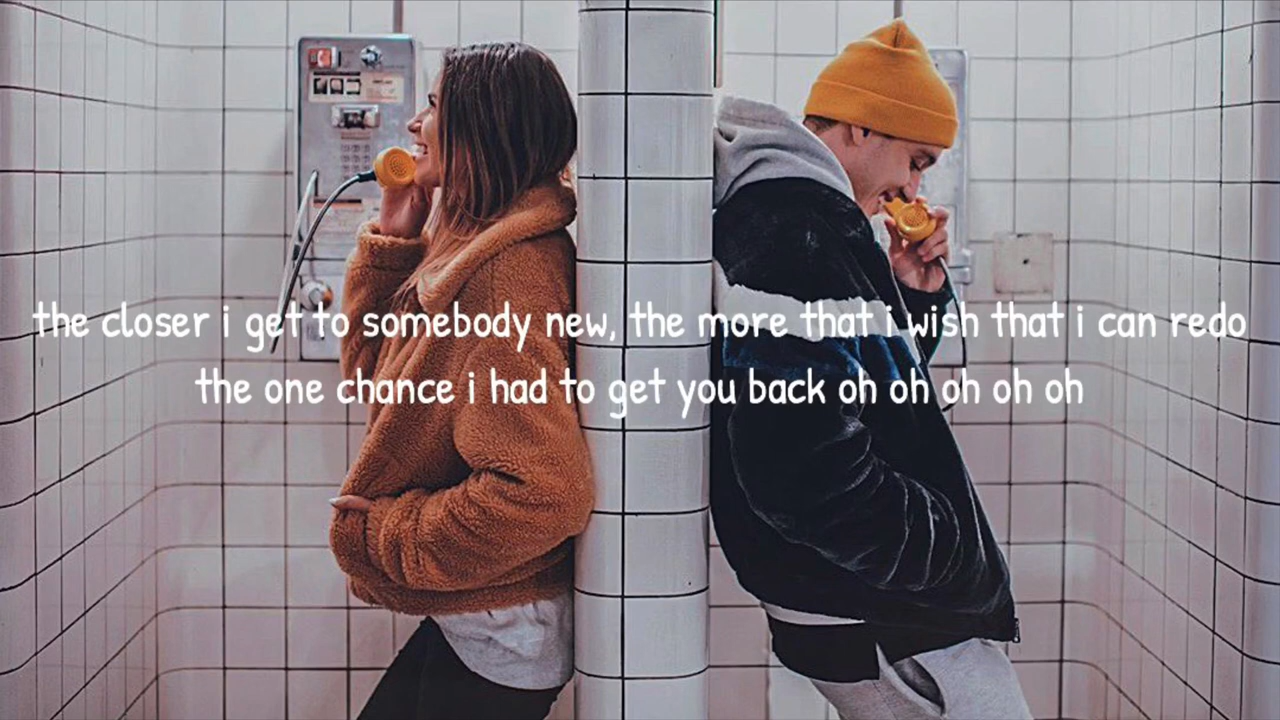 the closer i get to somebody new, the more that i wish that i can redo
the one chance i had to get you back oh oh oh oh oh